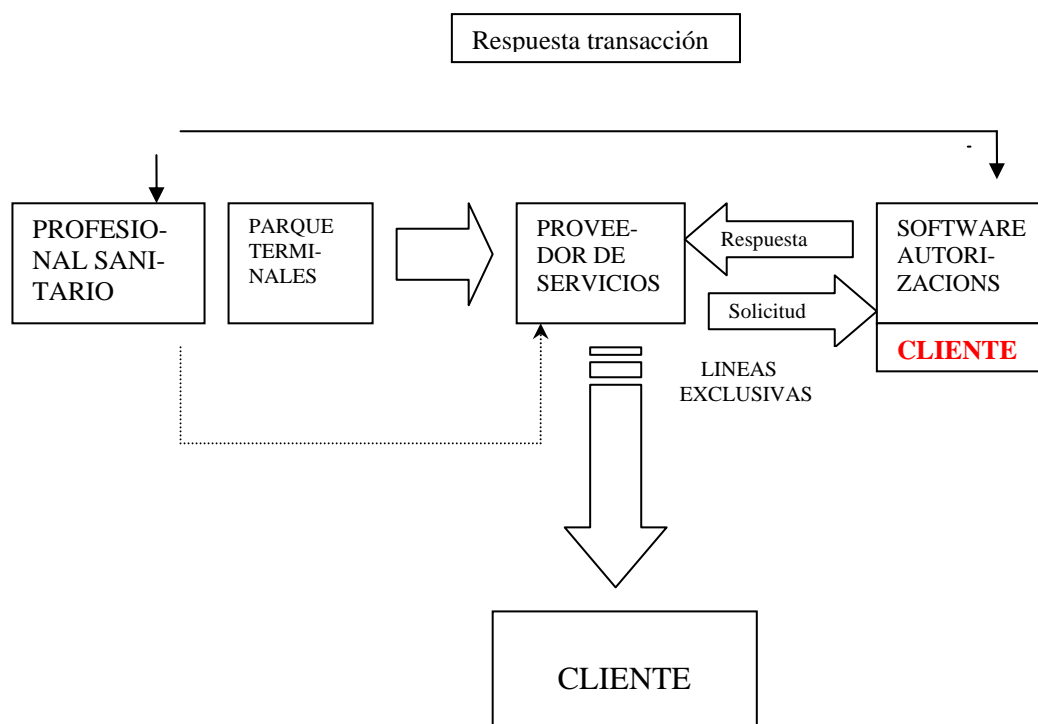 Respuesta transacción
PROFESIO-
NAL SANI-
TARIO
PARQUE
TERMI-
NALES
PROVEE-
DOR DE
SERVICIOS
Respuesta
Solicitud
SOFTWARE
AUTORI-
ZACIONS
CLIENTE
LINEAS
EXCLUSIVAS
CLIENTE